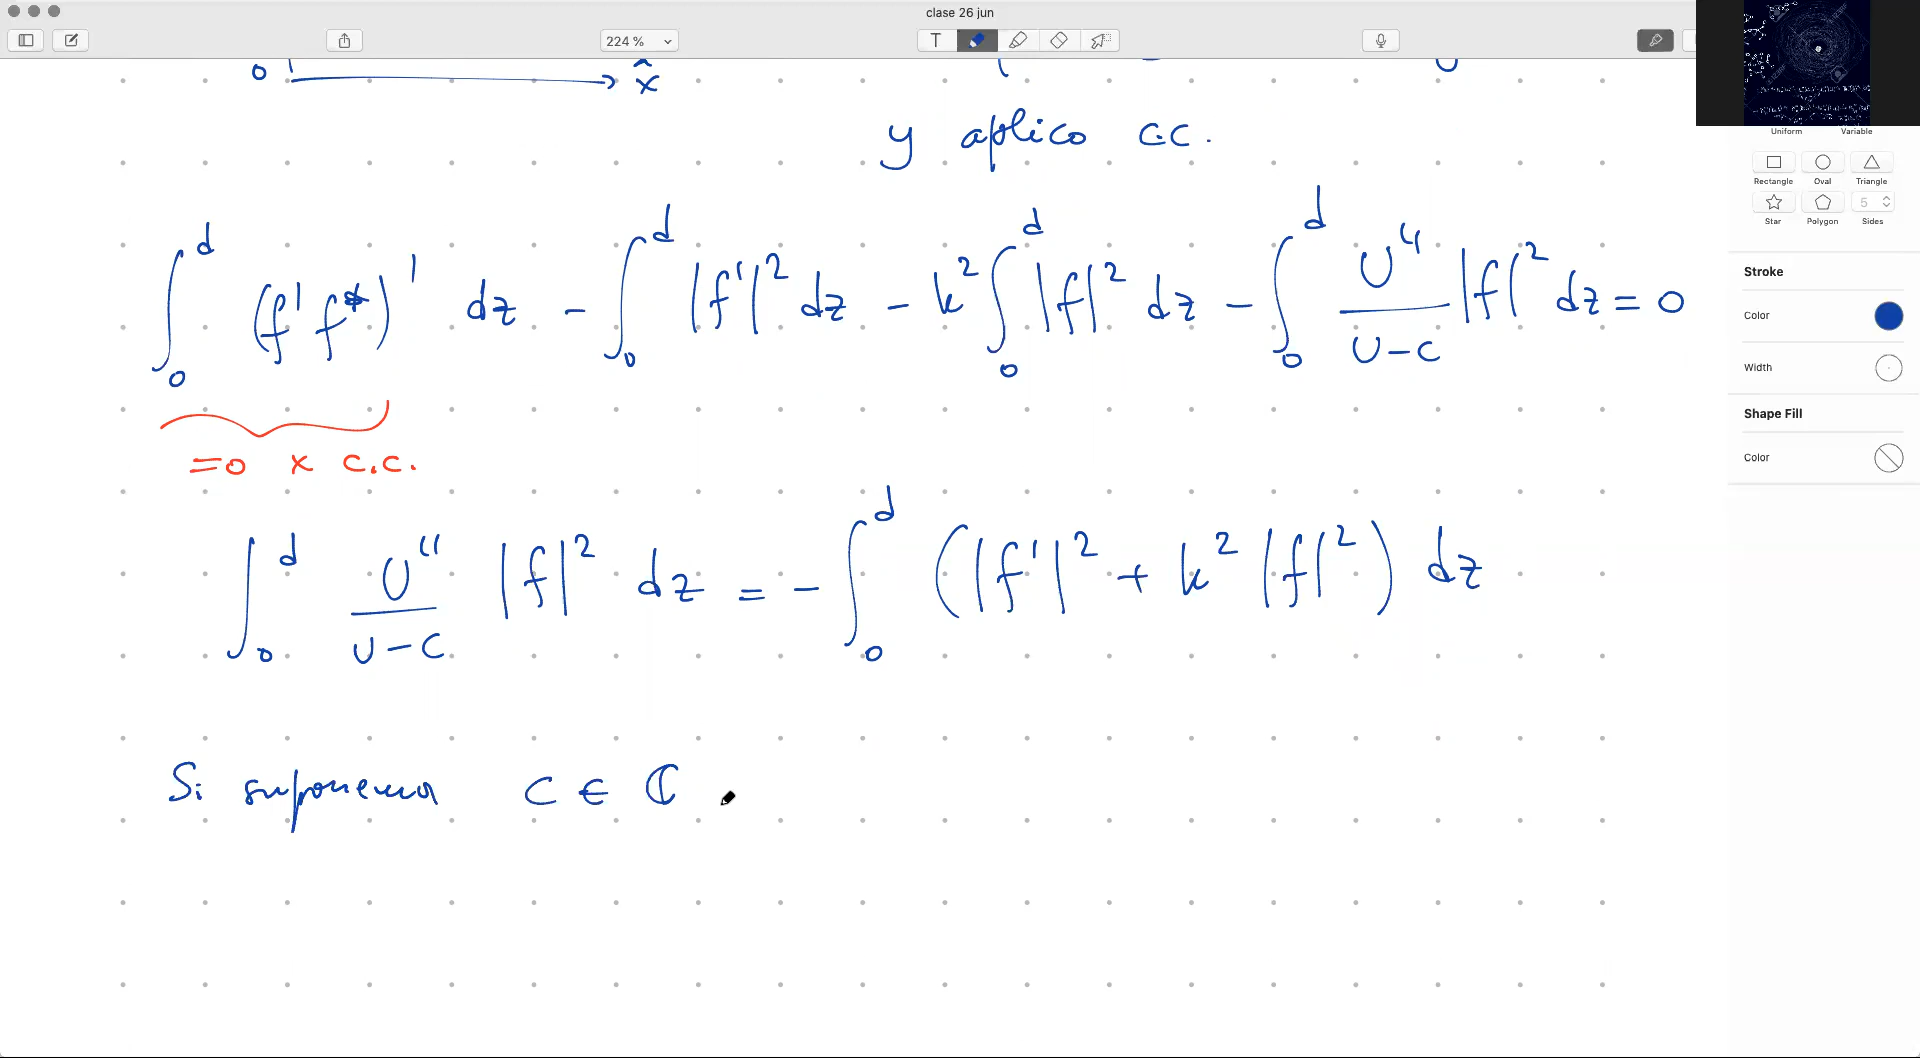 clase 26 jun
224 %
T
Uniform Variable
Rectangle Oval Triangle
5
Star Polygon Sides
Stroke
Color
Width
Shape Fill
Color
0 x̂
y aplico c.c.
∫₀ᵈ (f' f*)' dz - ∫₀ᵈ |f'|² dz - k² ∫₀ᵈ |f|² dz - ∫₀ᵈ U''/(U-c) |f|² dz = 0
=0 x c.c.
∫₀ᵈ U''/(U-c) |f|² dz = - ∫₀ᵈ (|f'|² + k² |f|²) dz
Si suponemos c ∈ ℂ